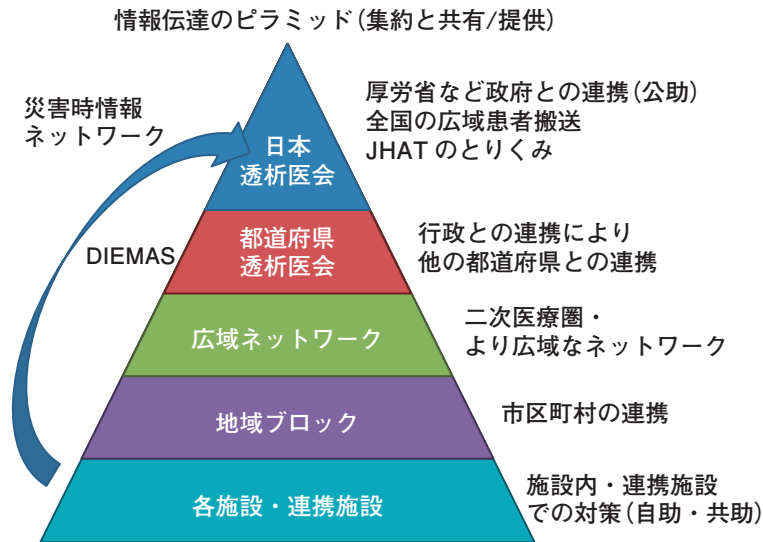 情報伝達のピラミッド(集約と共有/提供)
災害時情報
ネットワーク
日本
透析医会
厚労省など政府との連携(公助)
全国の広域患者搬送
JHAT のとりくみ
DIEMAS
都道府県
透析医会
行政との連携により
他の都道府県との連携
広域ネットワーク
二次医療圏・
より広域なネットワーク
地域ブロック
市区町村の連携
各施設・連携施設
施設内・連携施設
での対策(自助・共助)